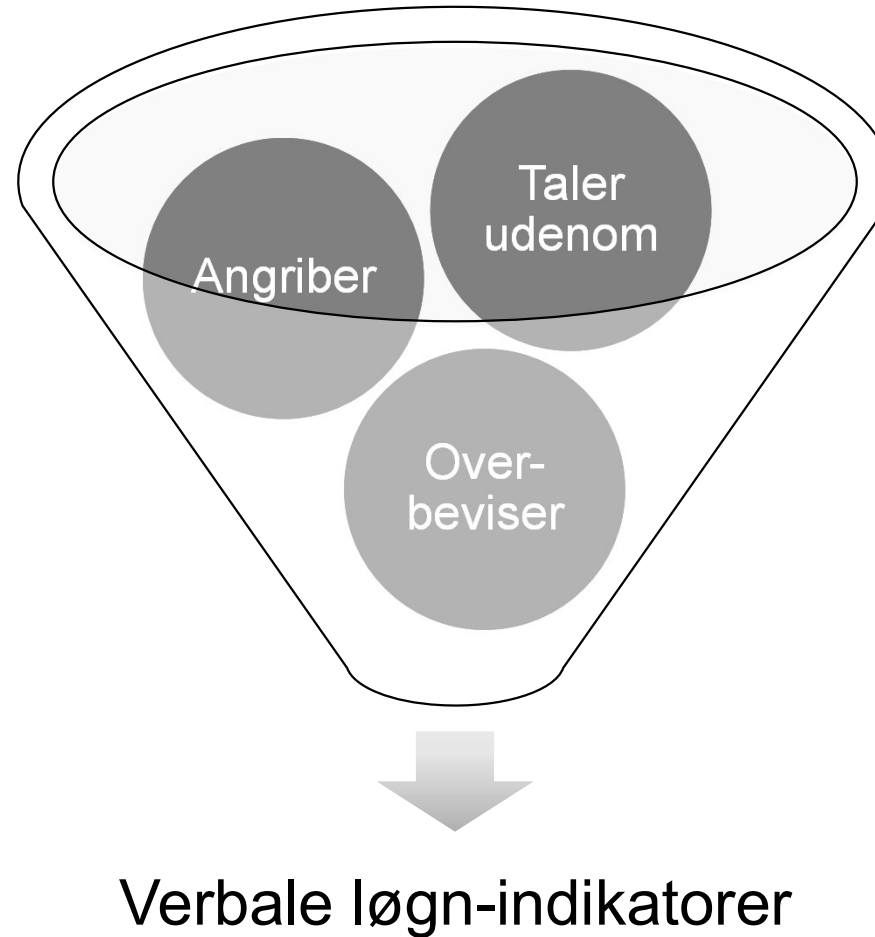 Taler
udenom
Angriber
Over-
beviser
Verbale løgn-indikatorer